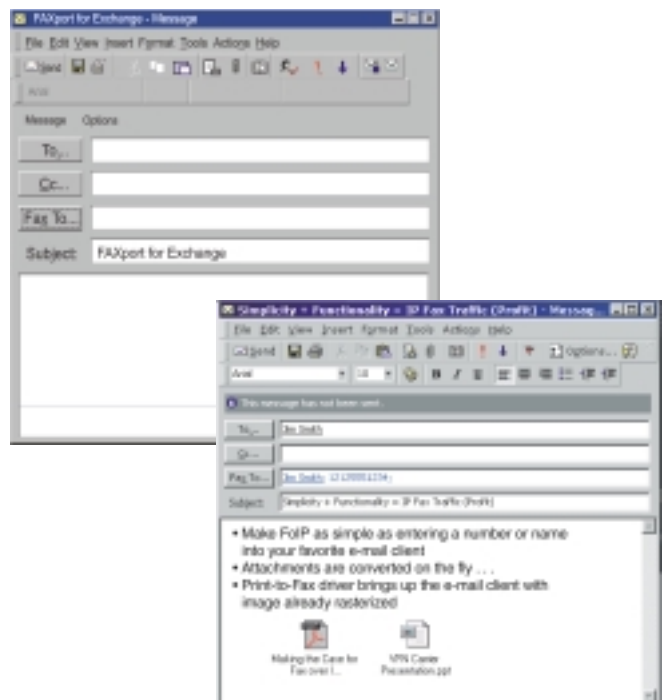 FAXport for Exchange - Message
File Edit View Insert Format Tools Actions Help
Send
Arial
Message Options
To...
Cc...
Fax To...
Subject: FAXport for Exchange
Simplicity + Functionality = IP Fax Traffic (Profit) - Messag...
File Edit View Insert Format Tools Actions Help
Send Options...
Arial 10 B I U
This message has not been sent.
To... Jim Smith
Cc...
Fax To... Jim Smith;
Subject: Simplicity + Functionality = IP Fax Traffic (Profit)
• Make FoIP as simple as entering a number or name
into your favorite e-mail client
• Attachments are converted on the fly . . .
• Print-to-Fax driver brings up the e-mail client with
image already rasterized
Making the Case for
Fax over I...
VPN Carrier
Presentation.ppt